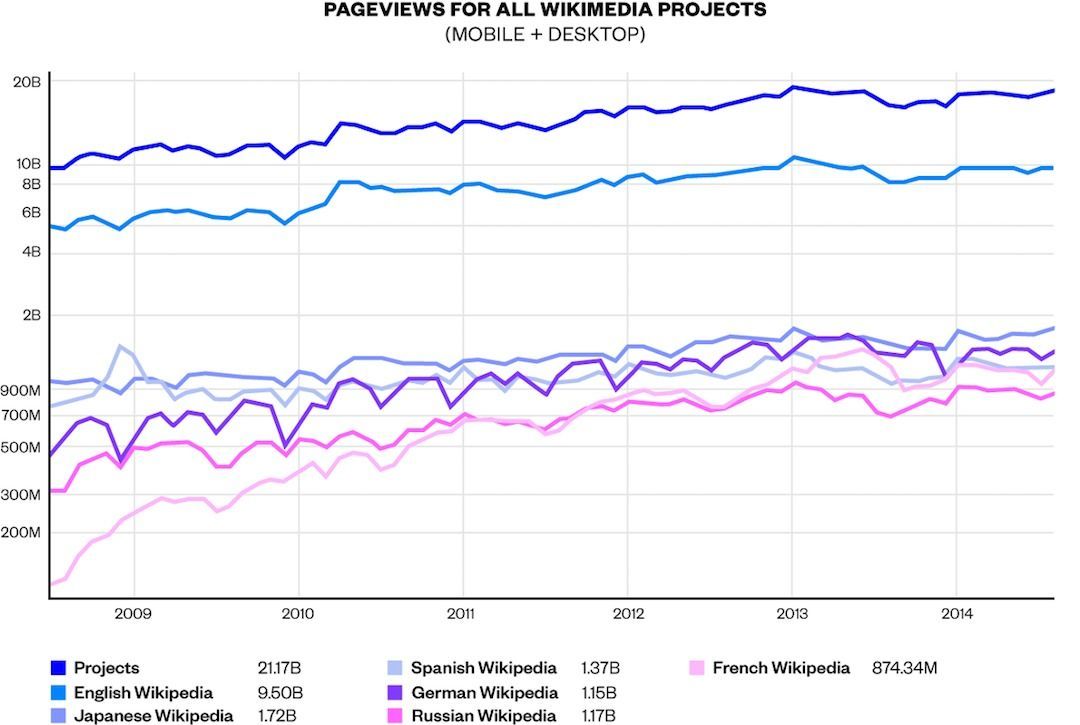 PAGEVIEWS FOR ALL WIKIMEDIA PROJECTS
(MOBILE + DESKTOP)
20B
10B
8B
6B
4B
2B
900M
700M
500M
300M
200M
2009 2010 2011 2012 2013 2014
Projects 21.17B Spanish Wikipedia 1.37B French Wikipedia 874.34M
English Wikipedia 9.50B German Wikipedia 1.15B
Japanese Wikipedia 1.72B Russian Wikipedia 1.17B